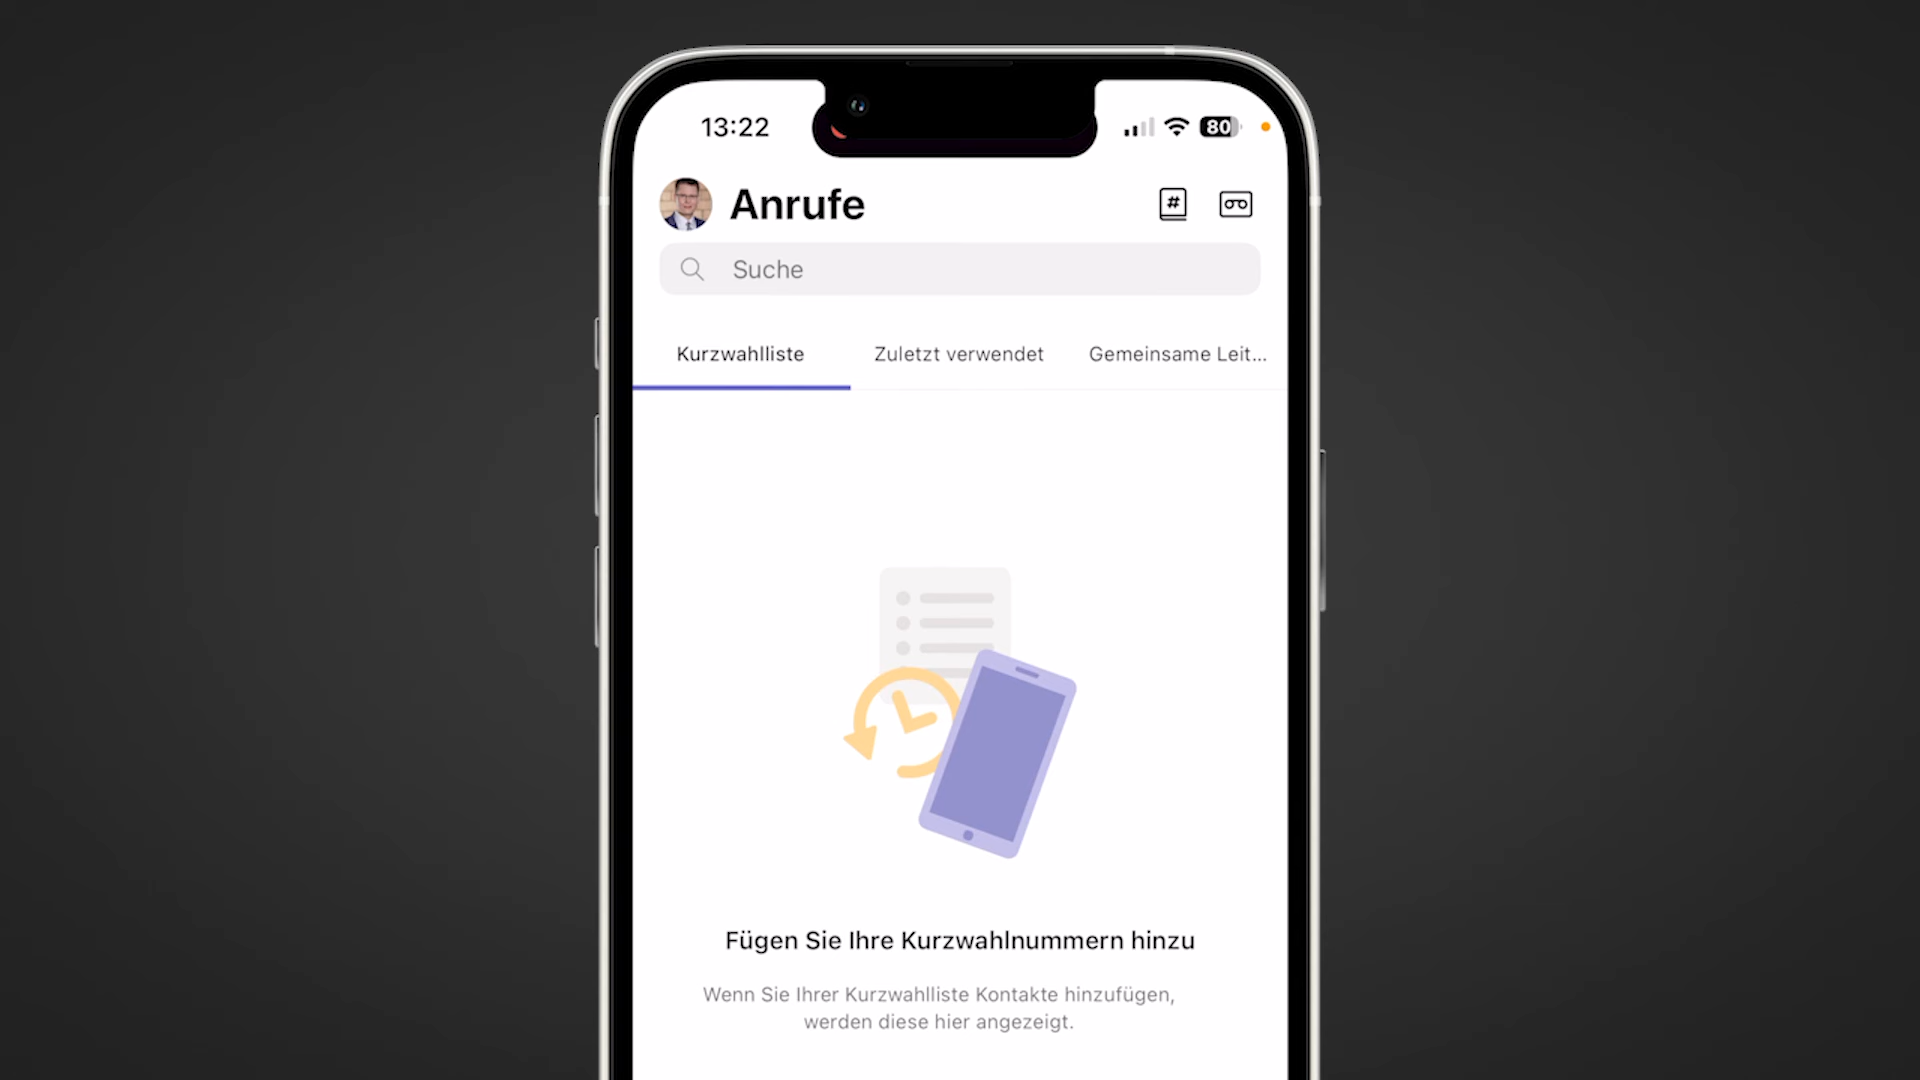 13:22
80
Anrufe
#
Suche
Kurzwahlliste
Zuletzt verwendet
Gemeinsame Leit...
Fügen Sie Ihre Kurzwahlnummern hinzu
Wenn Sie Ihrer Kurzwahlliste Kontakte hinzufügen,
werden diese hier angezeigt.